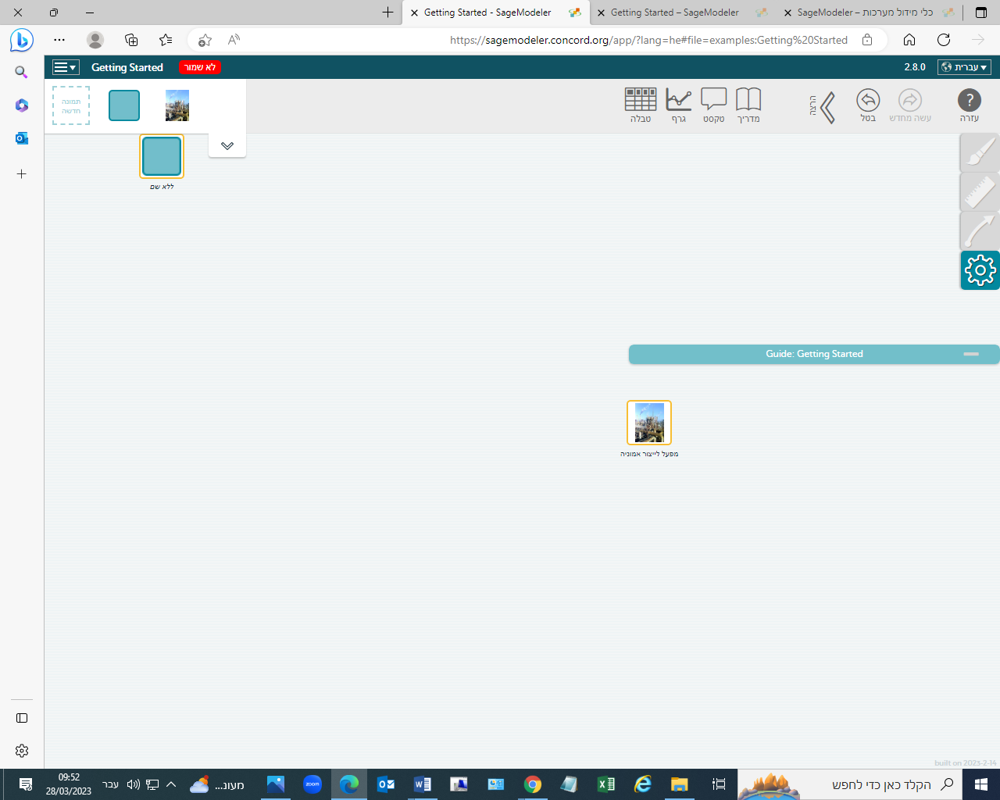 Getting Started - SageModeler
Getting Started – SageModeler
כלי מידול מערכות – SageModeler
https://sagemodeler.concord.org/app/?lang=he#file=examples:Getting%20Started
Getting Started
לא שמור
2.8.0
עברית
תמונה
חדשה
טבלה
גרף
טקסט
מדריך
הרצה
בטל
עשה מחדש
עזרה
ללא שם
Guide: Getting Started
מפעל לייצור אמוניה
built on 2023-2-14
09:52
28/03/2023
עבר
מעונ...
zoom
הקלד כאן כדי לחפש